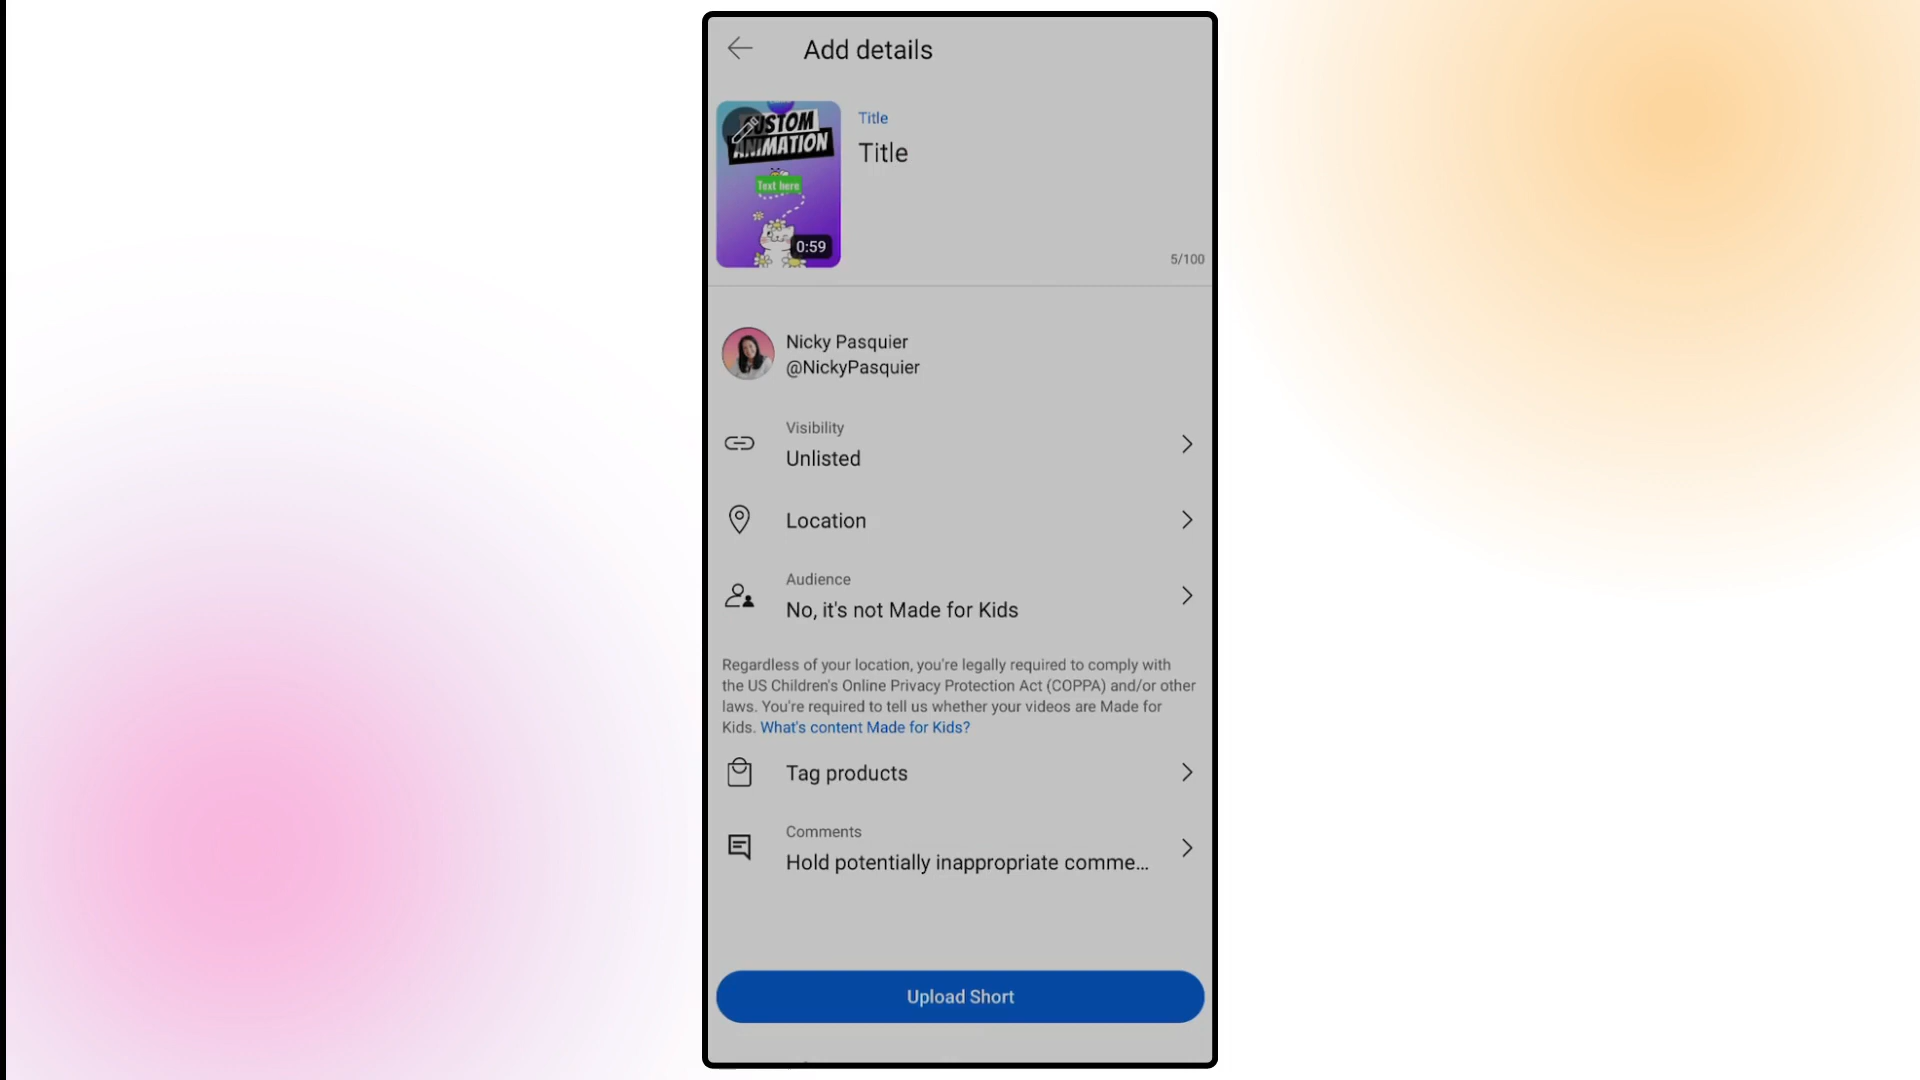 Add details
CUSTOM
ANIMATION
Text here
0:59
Title
Title
5/100
Nicky Pasquier
@NickyPasquier
Visibility
Unlisted
Location
Audience
No, it's not Made for Kids
Regardless of your location, you're legally required to comply with
the US Children's Online Privacy Protection Act (COPPA) and/or other
laws. You're required to tell us whether your videos are Made for
Kids. What's content Made for Kids?
Tag products
Comments
Hold potentially inappropriate comme...
Upload Short